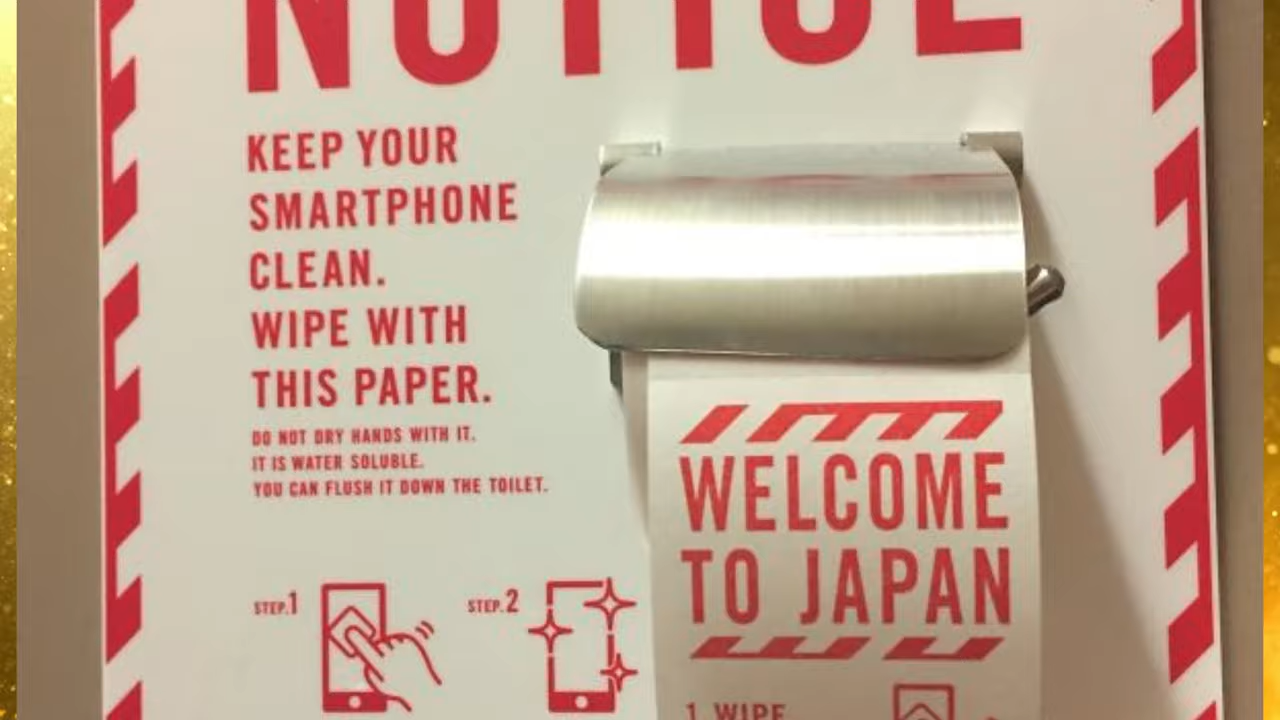 NOTICE
KEEP YOUR
SMARTPHONE
CLEAN.
WIPE WITH
THIS PAPER.
DO NOT DRY HANDS WITH IT.
IT IS WATER SOLUBLE.
YOU CAN FLUSH IT DOWN THE TOILET.
STEP.1
STEP.2
WELCOME
TO JAPAN
1. WIPE